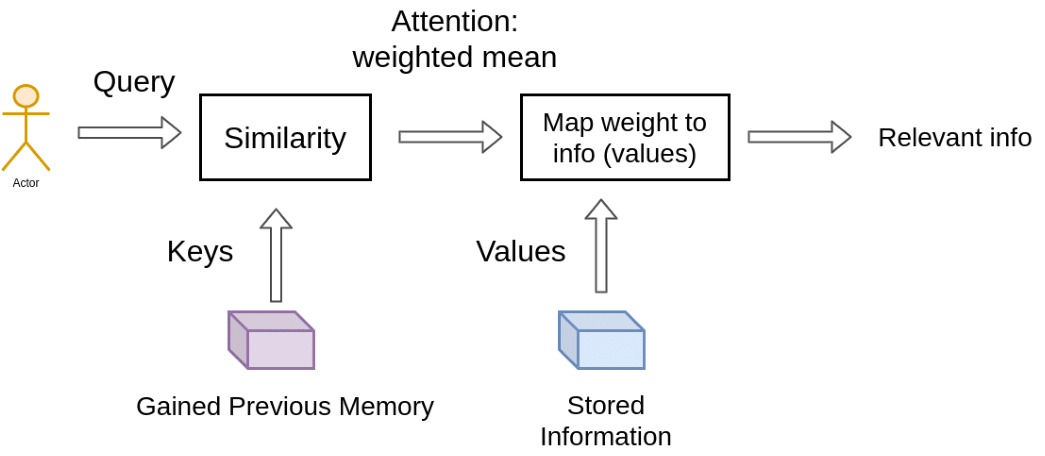 Attention:
weighted mean
Query
Similarity
Map weight to
info (values)
Relevant info
Actor
Keys
Values
Gained Previous Memory
Stored
Information